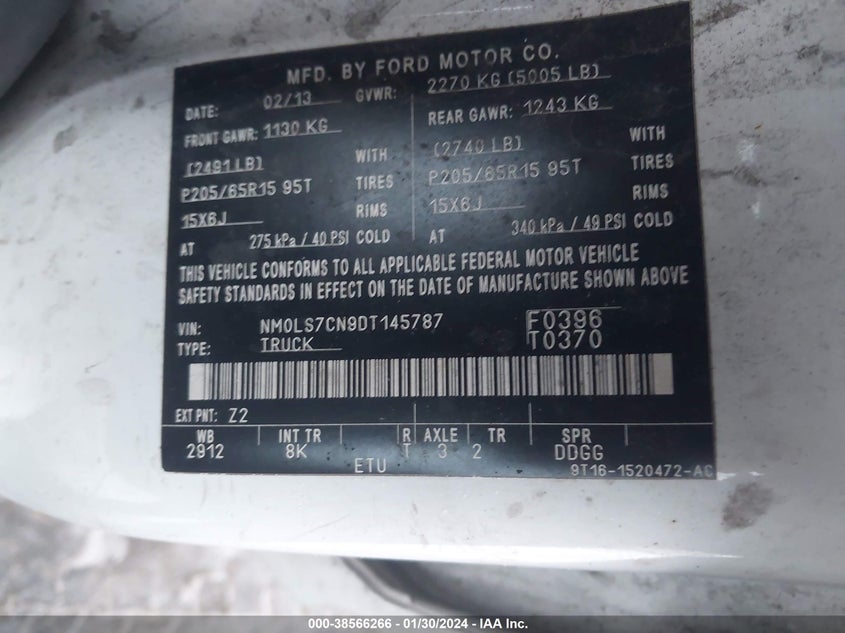 MFD. BY FORD MOTOR CO.
DATE: 02/13 GVWR: 2270 KG (5005 LB)
FRONT GAWR: 1130 KG REAR GAWR: 1243 KG
(2491 LB) WITH (2740 LB) WITH
P205/65R15 95T TIRES P205/65R15 95T TIRES
15X6J RIMS 15X6J RIMS
AT 275 kPa / 40 PSI COLD AT 340 kPa / 49 PSI COLD
THIS VEHICLE CONFORMS TO ALL APPLICABLE FEDERAL MOTOR VEHICLE
SAFETY STANDARDS IN EFFECT ON THE DATE OF MANUFACTURE SHOWN ABOVE
VIN: NM0LS7CN9DT145787 F0396
TYPE: TRUCK T0370
EXT PNT: Z2
WB INT TR R AXLE TR SPR
2912 8K T 3 2 DDGG
ETU 9T16-1520472-AC
000-38566266 - 01/30/2024 - IAAI.com